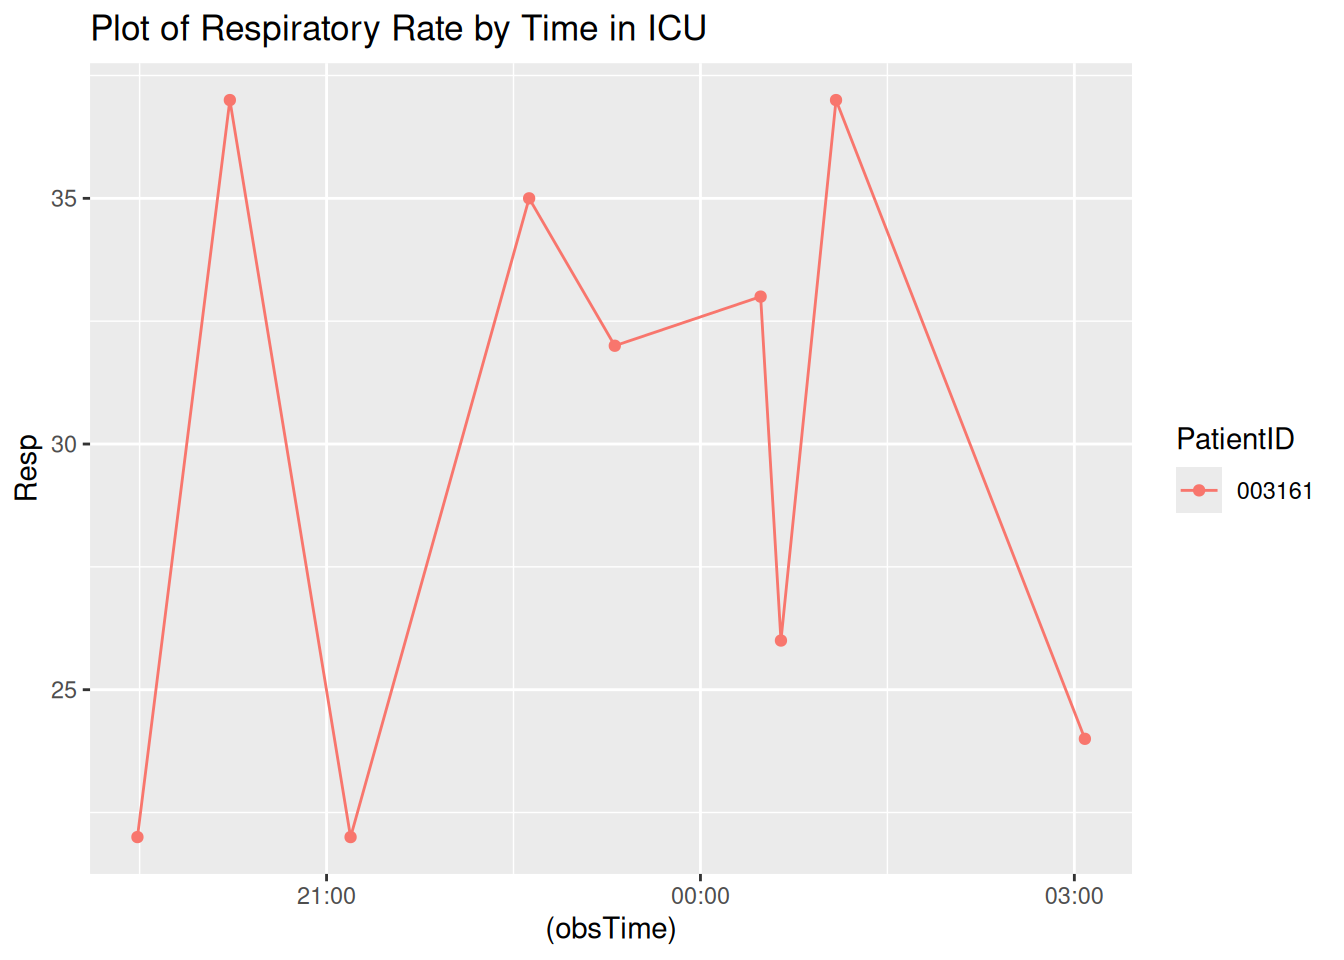 Plot of Respiratory Rate by Time in ICU
Resp
35
30
25
21:00
00:00
03:00
(obsTime)
PatientID
003161